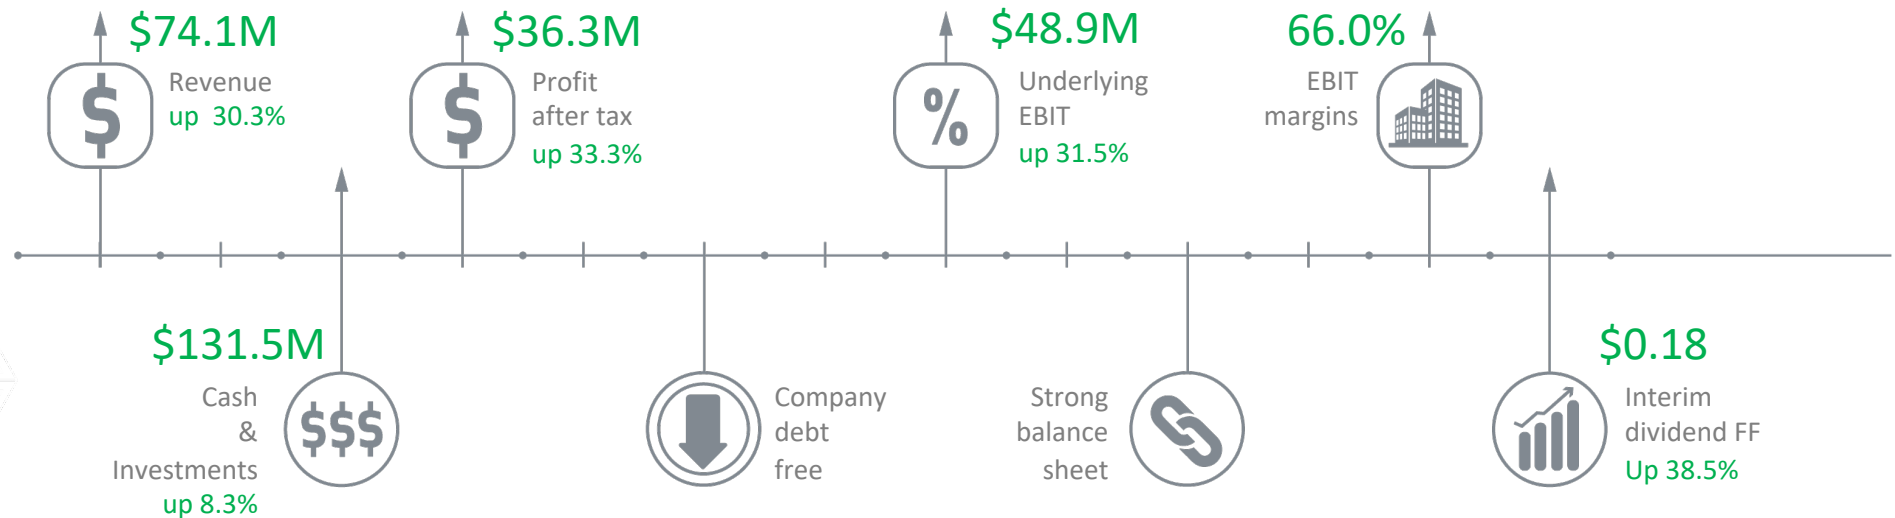 $74.1M
Revenue
up 30.3%
$36.3M
Profit
after tax
up 33.3%
$48.9M
Underlying
EBIT
up 31.5%
66.0%
EBIT
margins
$
$
%
$131.5M
Cash
&
Investments
up 8.3%
$$$
Company
debt
free
Strong
balance
sheet
$0.18
Interim
dividend FF
Up 38.5%